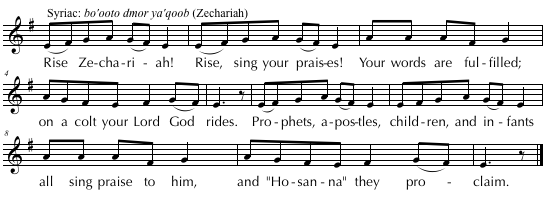 Syriac: bo'ooto dmor ya'qoob (Zechariah)
Rise Ze-cha-ri - ah! Rise, sing your prais-es! Your words are ful-filled;
4
on a colt your Lord God rides. Pro-phets, a-pos-tles, child-ren, and in-fants
8
all sing praise to him, and "Ho-san-na" they pro - claim.